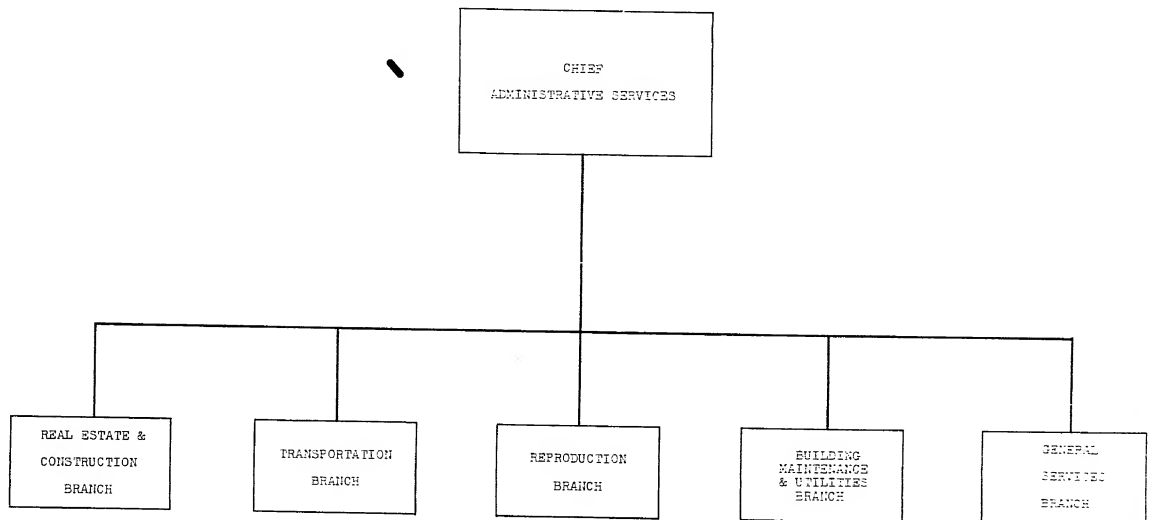 CHIEF
ADMINISTRATIVE SERVICES
REAL ESTATE &
CONSTRUCTION
BRANCH
TRANSPORTATION
BRANCH
REPRODUCTION
BRANCH
BUILDING
MAINTENANCE
& UTILITIES
BRANCH
GENERAL
SERVICES
BRANCH